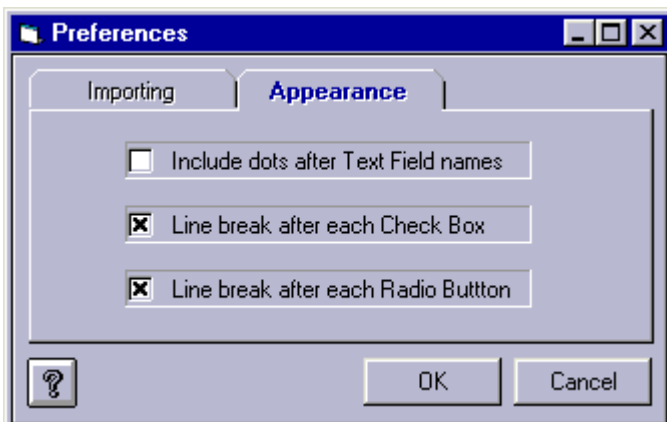 Preferences
Importing
Appearance
Include dots after Text Field names
Line break after each Check Box
Line break after each Radio Buttton
?
OK
Cancel